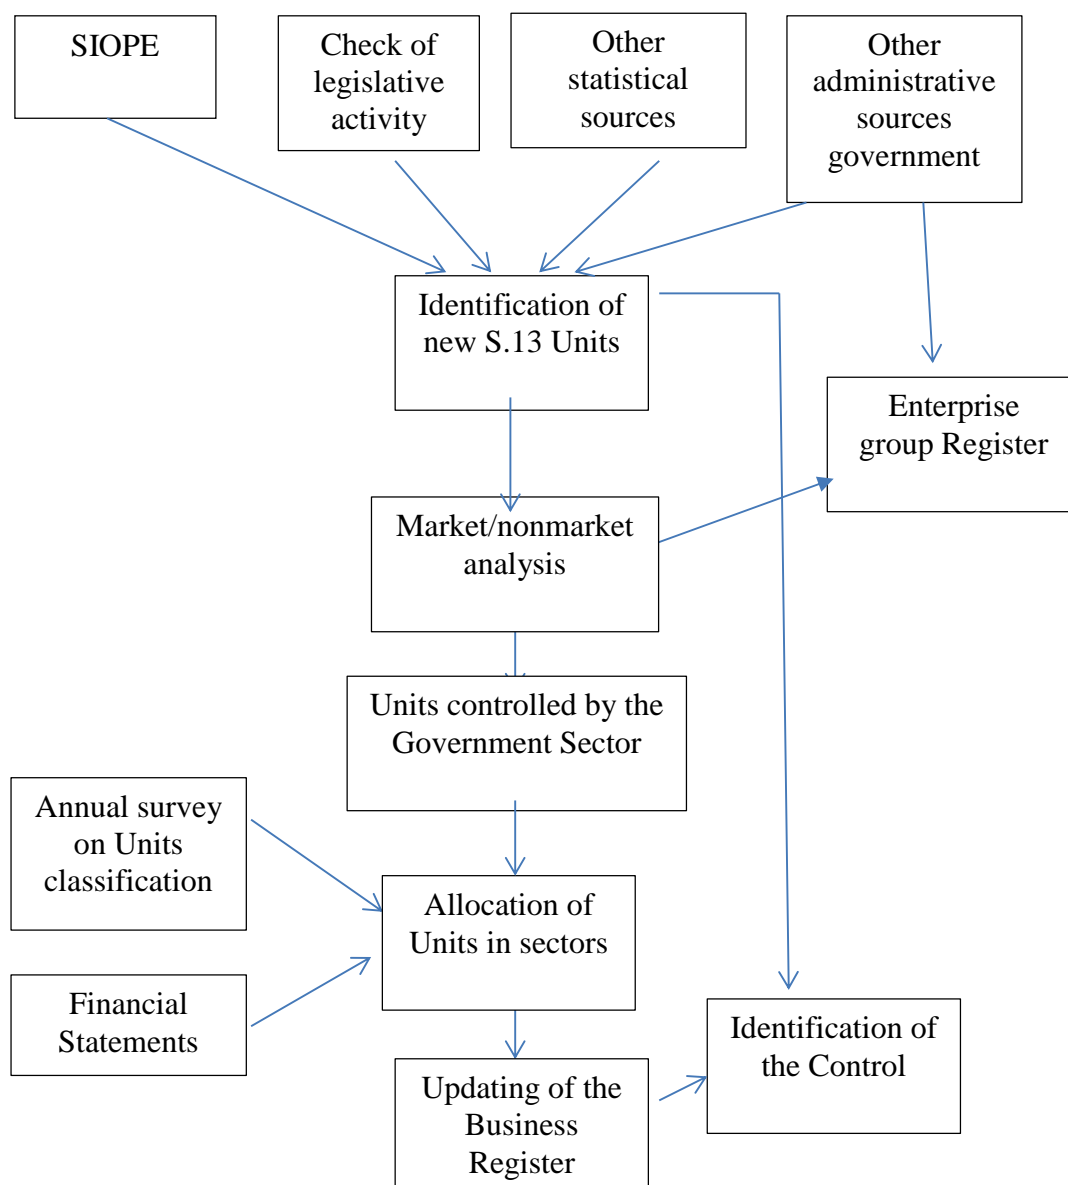 SIOPE
Check of
legislative
activity
Other
statistical
sources
Other
administrative
sources
government
Identification of
new S.13 Units
Enterprise
group Register
Market/nonmarket
analysis
Units controlled by the
Government Sector
Annual survey
on Units
classification
Allocation of
Units in sectors
Financial
Statements
Identification of
the Control
Updating of the
Business
Register